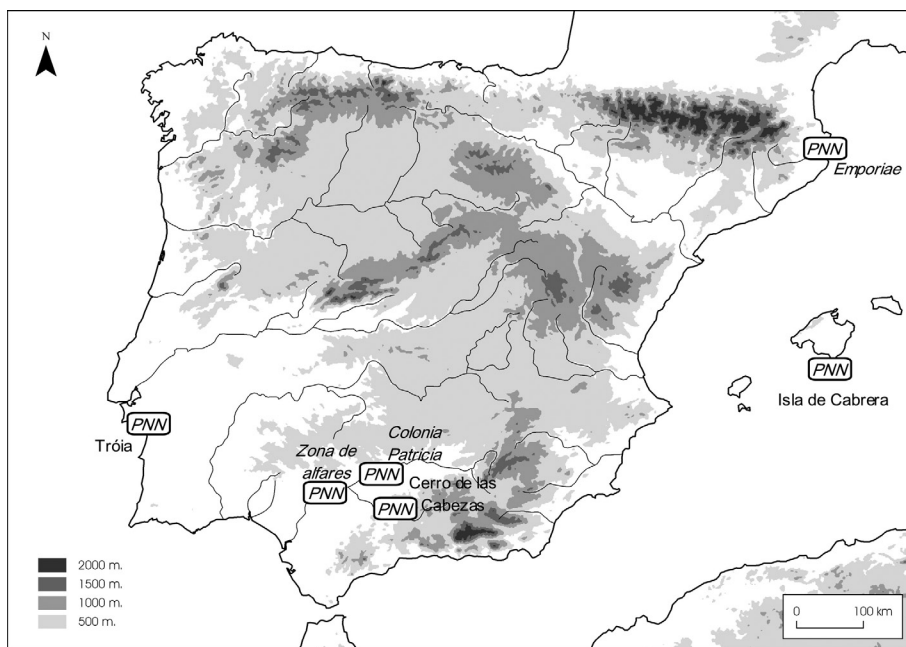 N
PNN
Emporiae
PNN
Isla de Cabrera
PNN
Tróia
Zona de
alfares
PNN
Colonia
Patricia
PNN
Cerro de las
Cabezas
PNN
2000 m.
1500 m.
1000 m.
500 m.
0 100 km